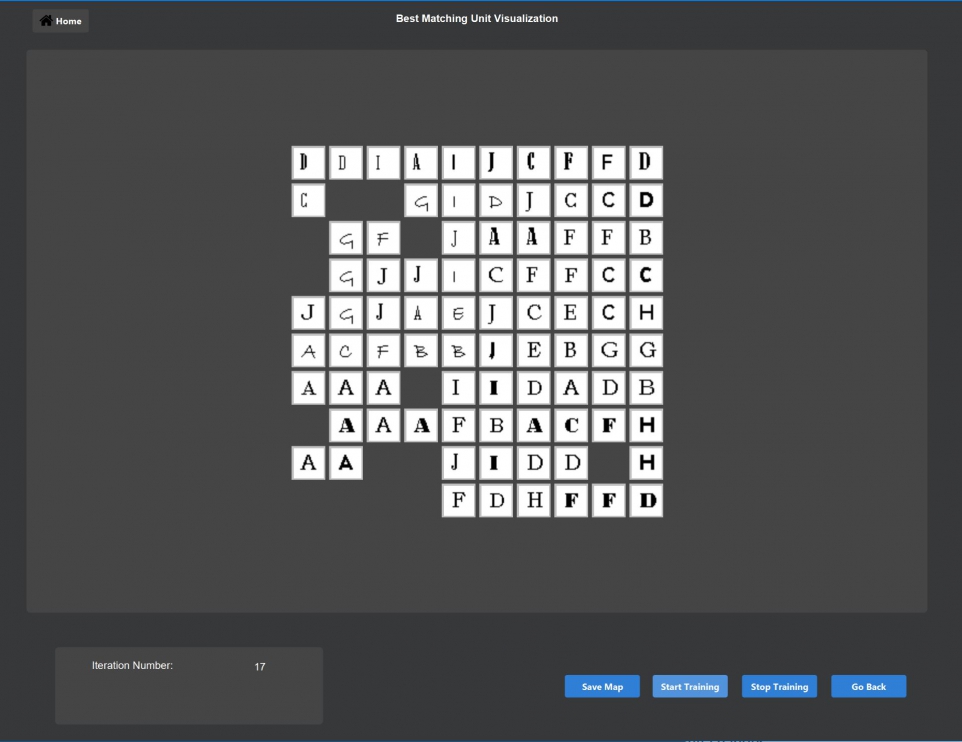 Home
Best Matching Unit Visualization
D D I A I J C F F D
C G I D J C C D
G F J A A F F B
G J J I C F F C C
J G J A E J C E C H
A C F B B J E B G G
A A A I I D A D B
A A A F B A C F H
A A J I D D H
F D H F F D
Iteration Number: 17
Save Map Start Training Stop Training Go Back